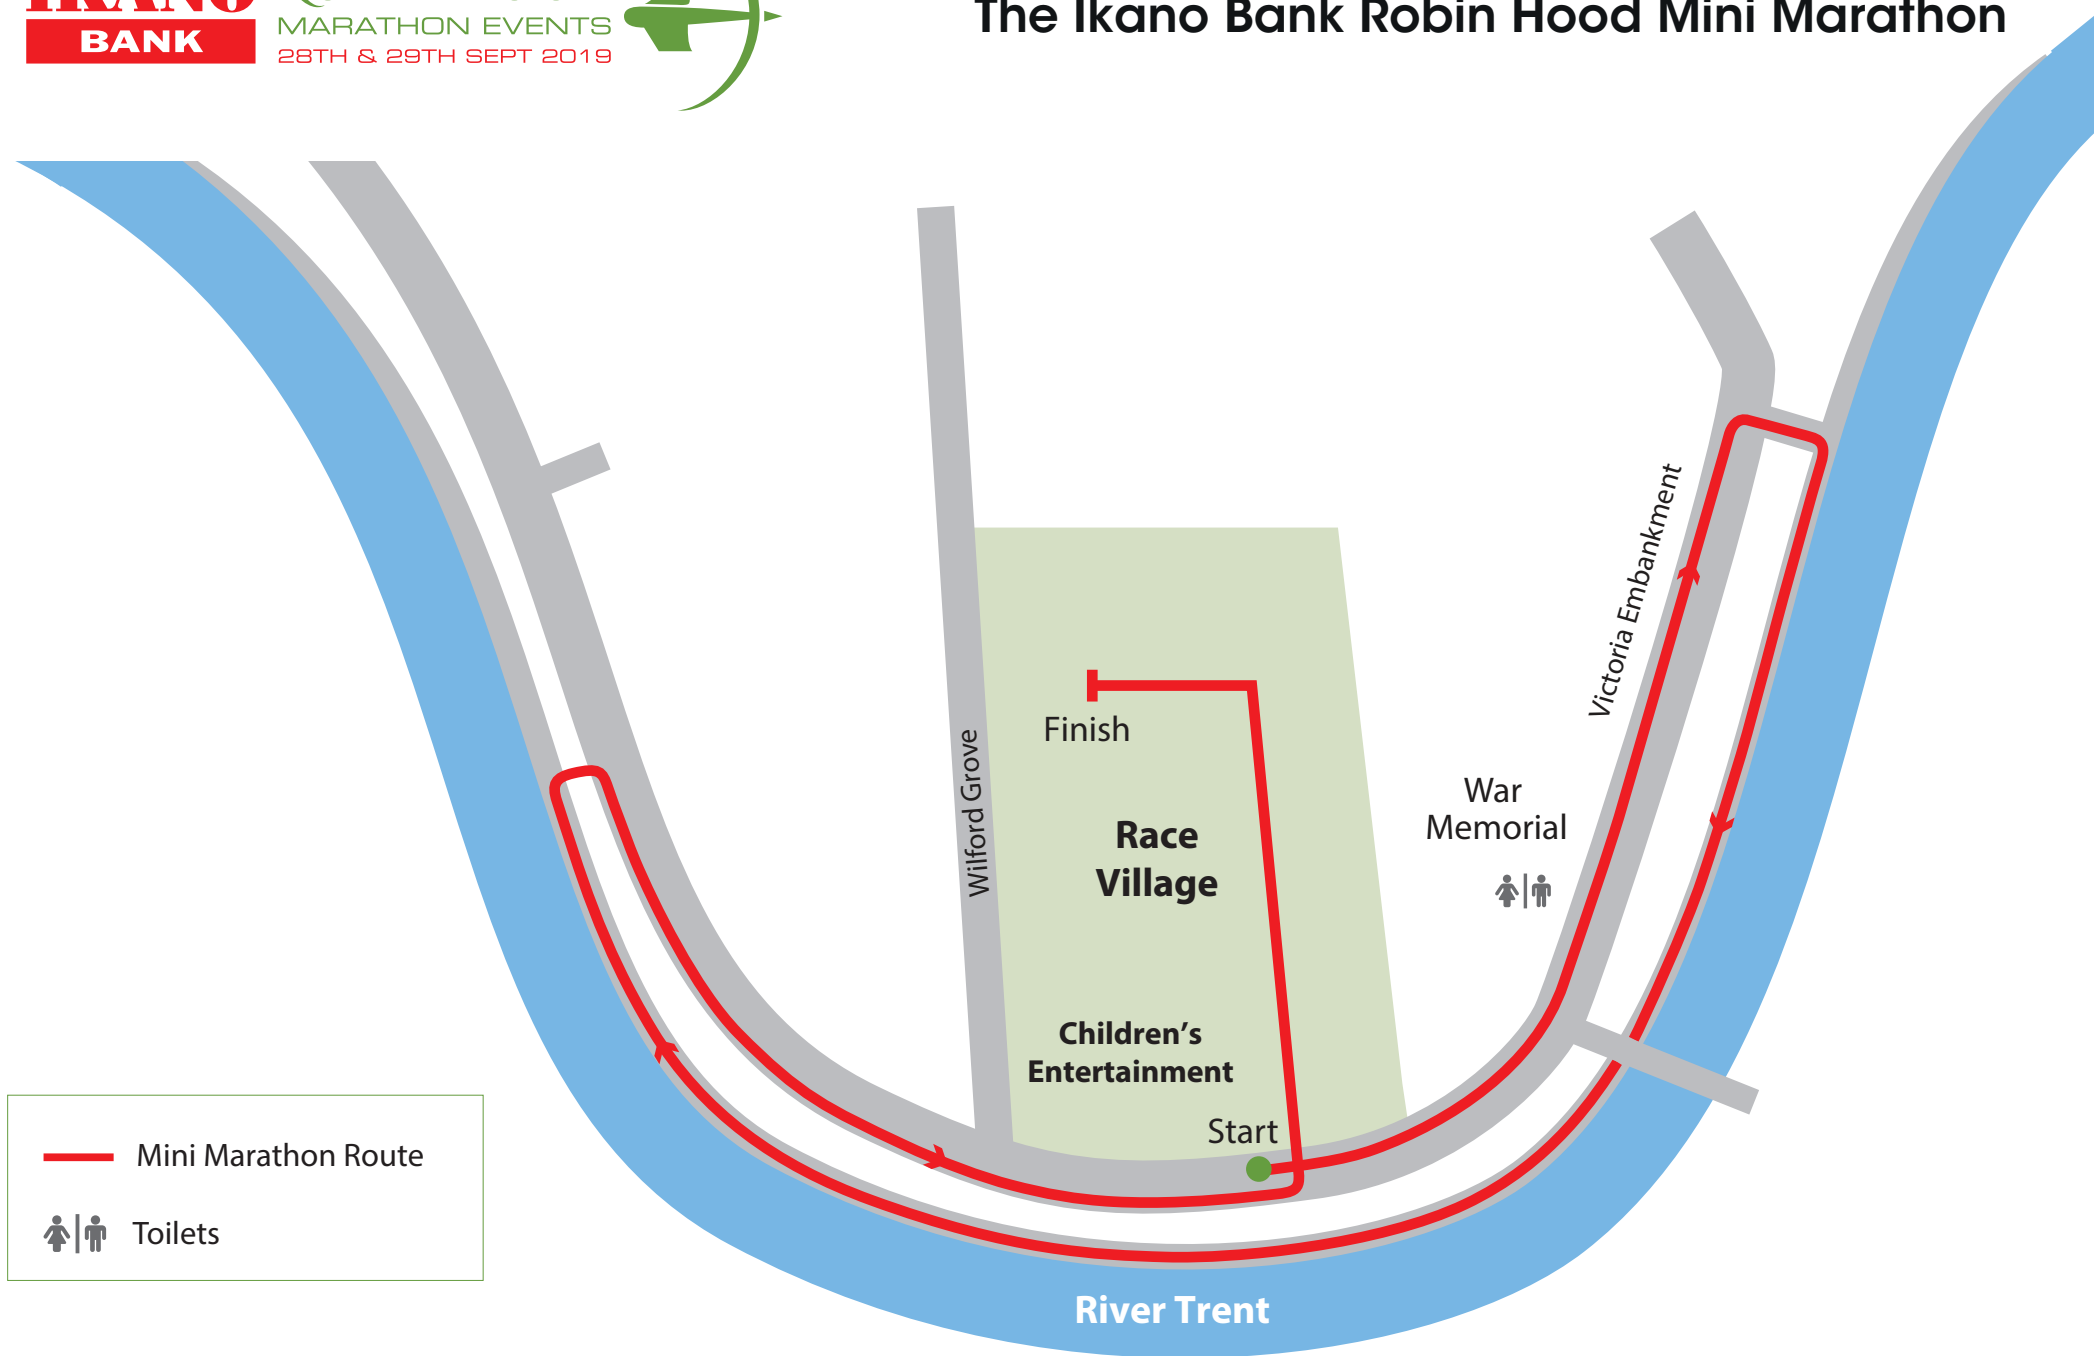 IKANO
BANK
MARATHON EVENTS
28TH & 29TH SEPT 2019
The Ikano Bank Robin Hood Mini Marathon
Victoria Embankment
Wilford Grove
Finish
War
Memorial
Race
Village
Children's
Entertainment
Start
Mini Marathon Route
Toilets
River Trent